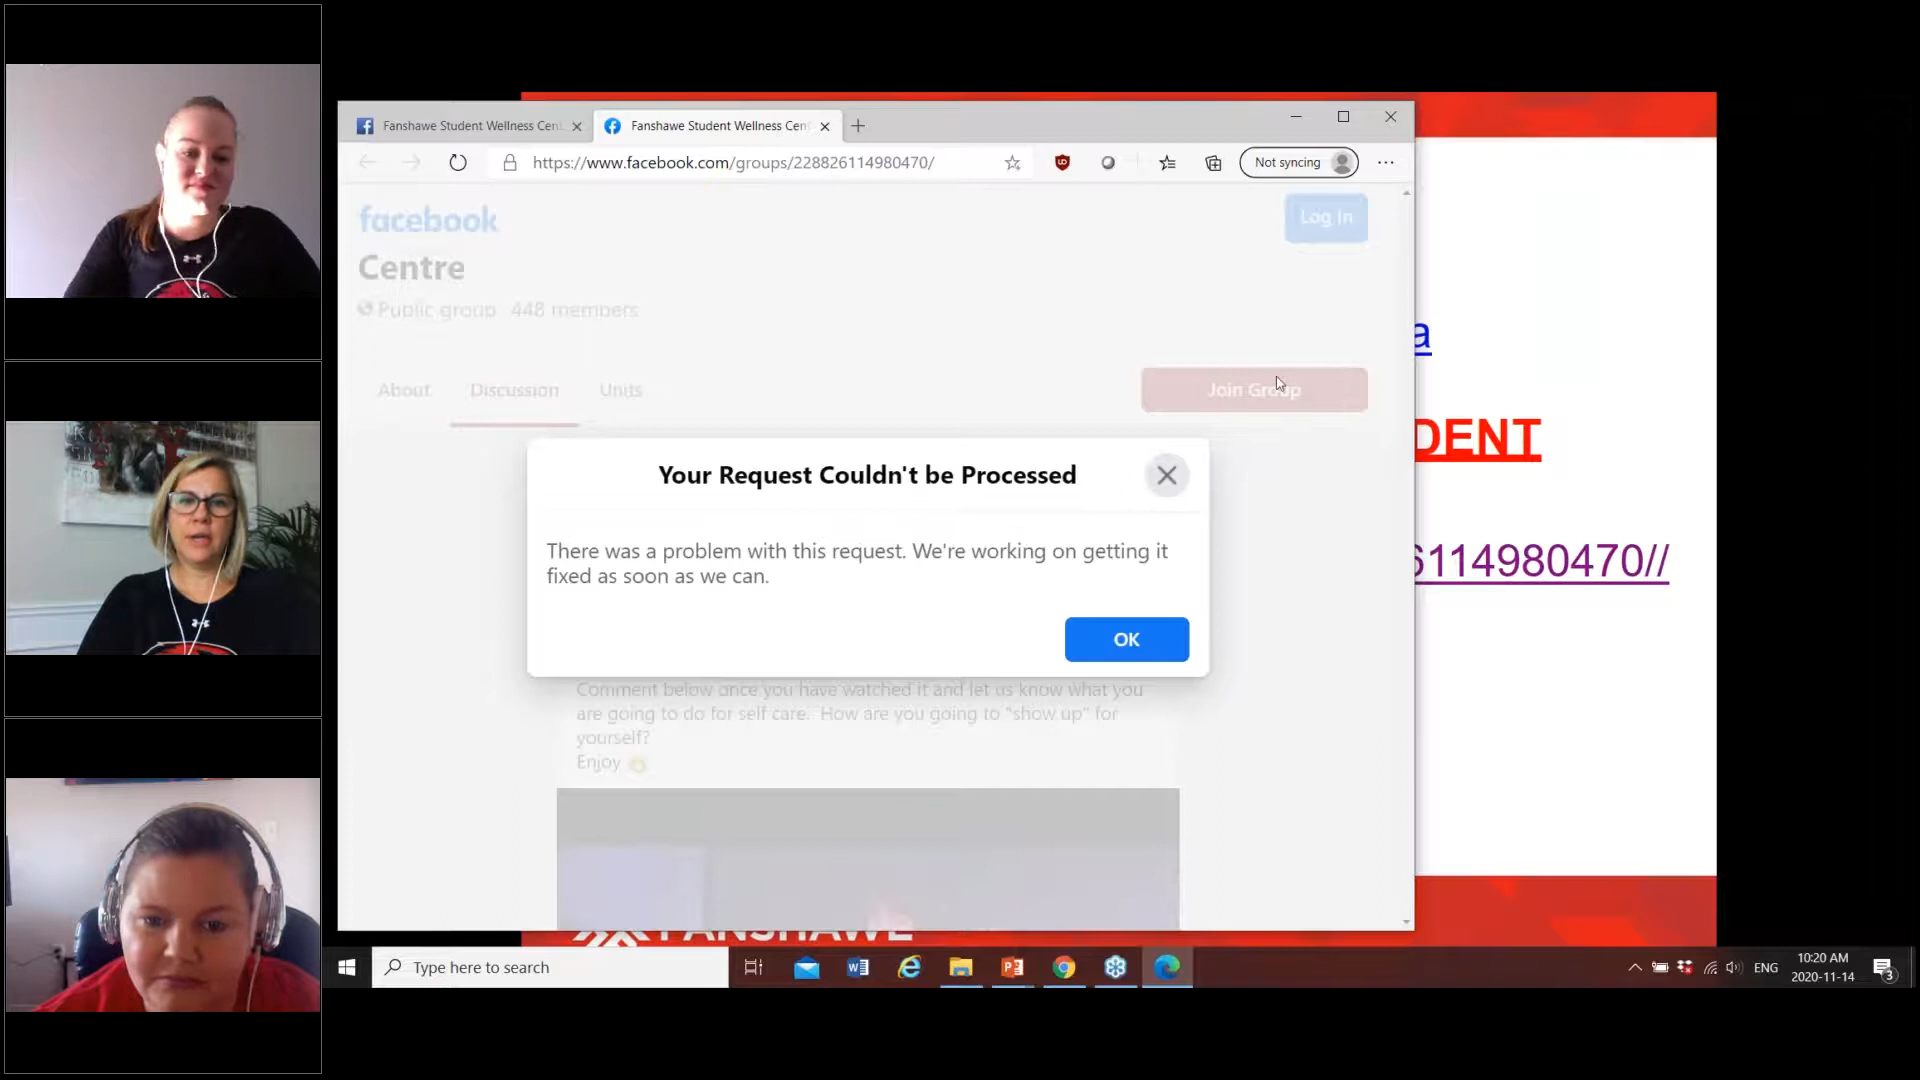 Fanshawe Student Wellness Cen
Fanshawe Student Wellness Cen
https://www.facebook.com/groups/228826114980470/
Not syncing
facebook
Log In
Centre
Public group 448 members
About Discussion Units
Join Group
Your Request Couldn't be Processed
There was a problem with this request. We're working on getting it
fixed as soon as we can.
OK
Comment below once you have watched it and let us know what you
are going to do for self care. How are you going to "show up" for
yourself?
Enjoy
a
DENT
6114980470//
FANSHAWE
Type here to search
ENG
10:20 AM
2020-11-14
3